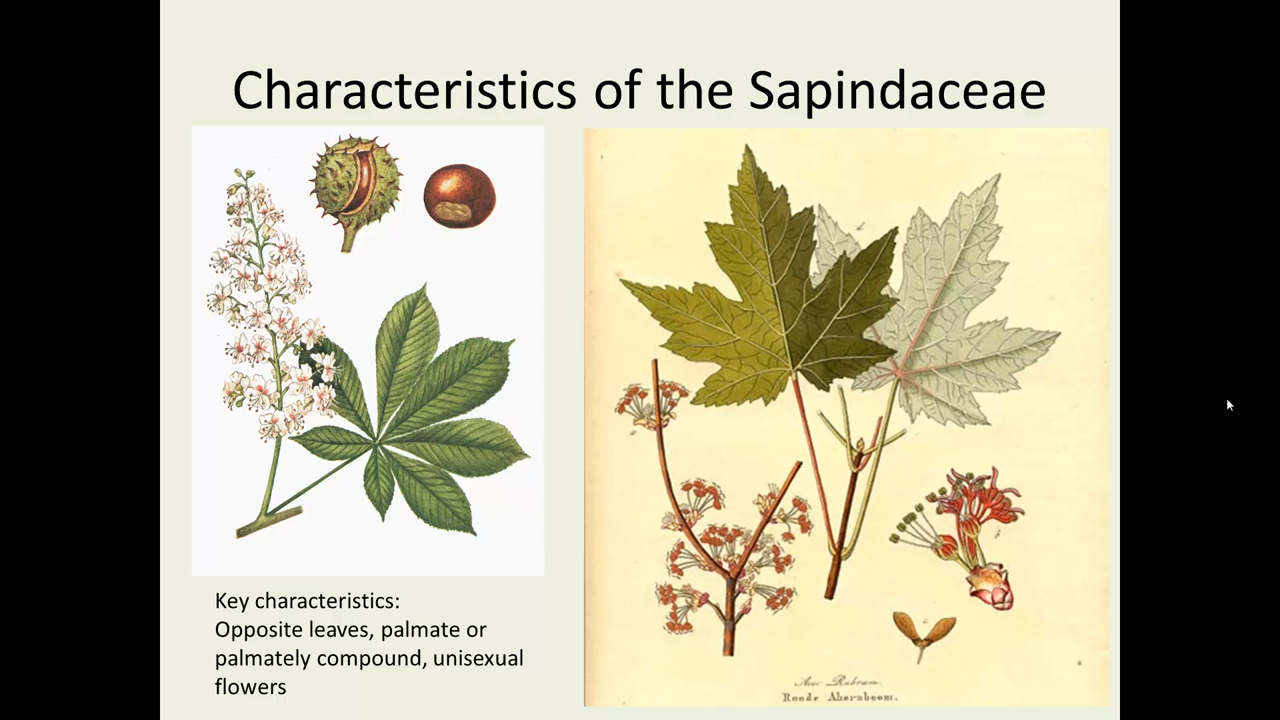 Characteristics of the Sapindaceae
Key characteristics:
Opposite leaves, palmate or
palmately compound, unisexual
flowers
Acer Rubrum.
Roode Ahornboom.